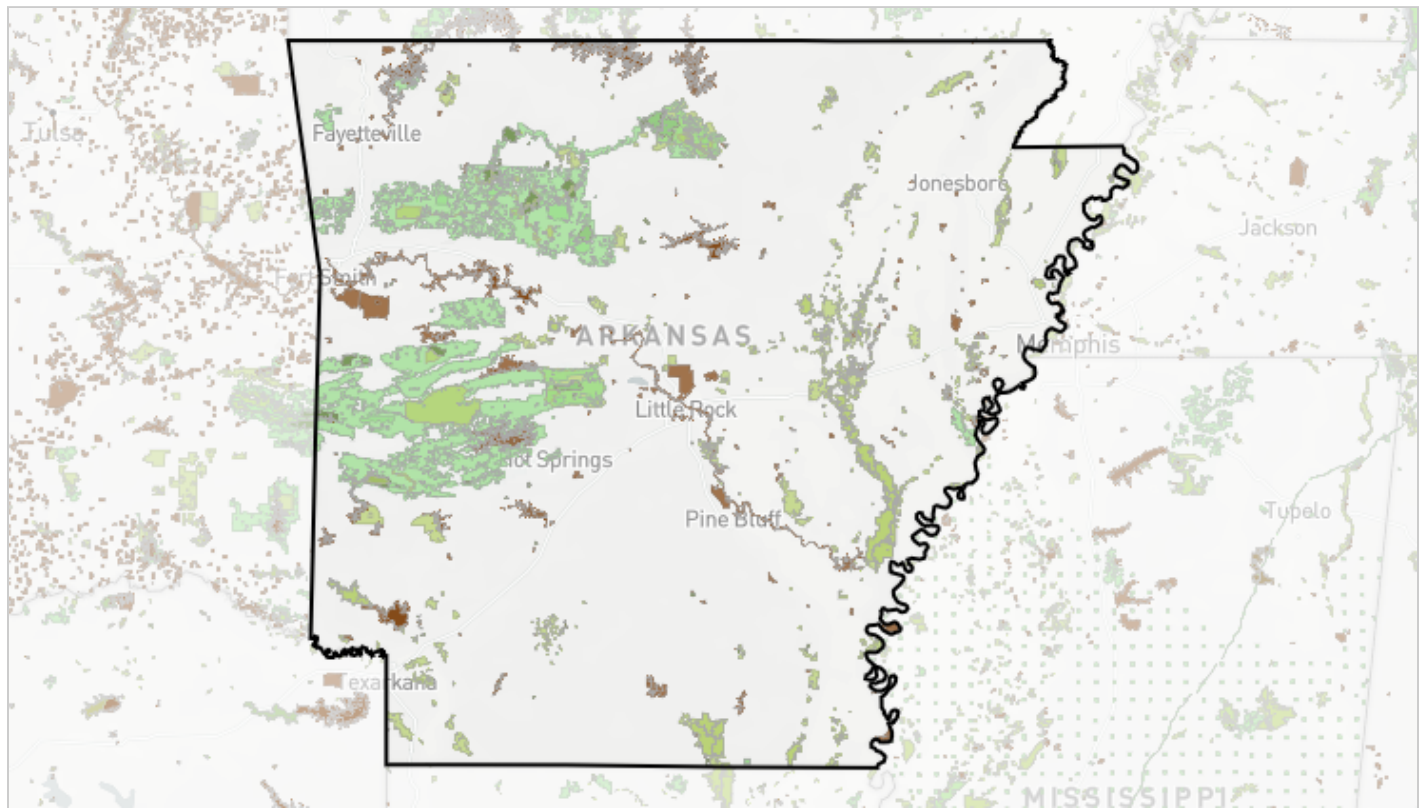 Tulsa
Fayetteville
Jonesboro
Jackson
Fort Smith
ARKANSAS
Memphis
Little Rock
Hot Springs
Pine Bluff
Tupelo
Texarkana
MISSISSIPPI